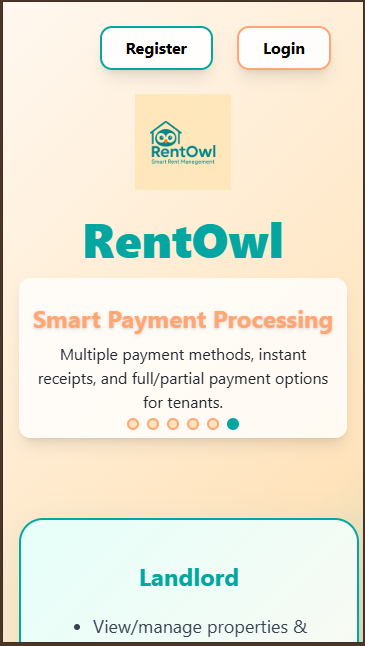 Register
Login
RentOwl
Smart Rent Management
RentOwl
Smart Payment Processing
Multiple payment methods, instant
receipts, and full/partial payment options
for tenants.
Landlord
• View/manage properties &